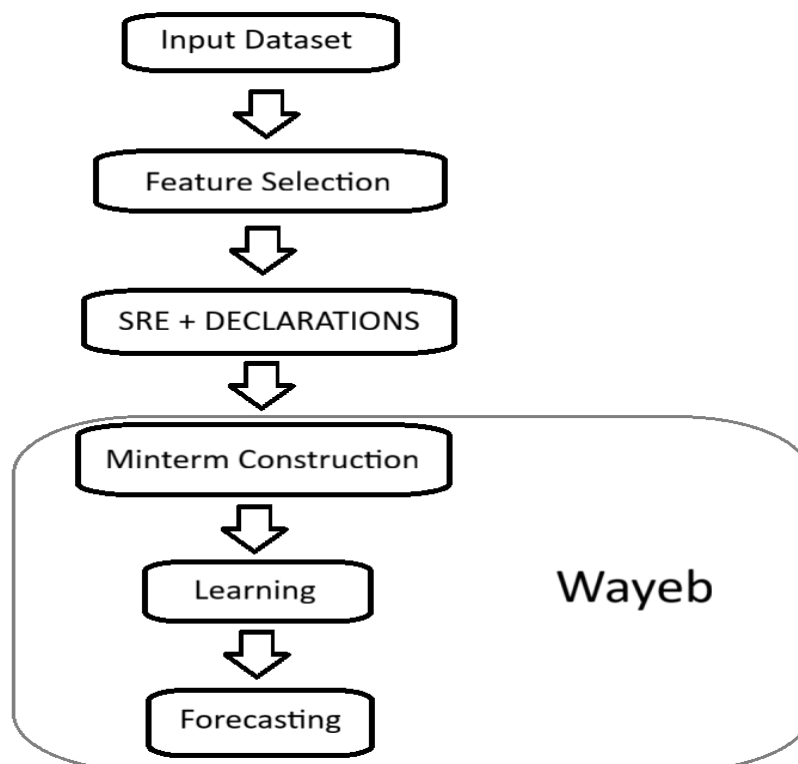 Input Dataset
Feature Selection
SRE + DECLARATIONS
Minterm Construction
Learning
Wayeb
Forecasting